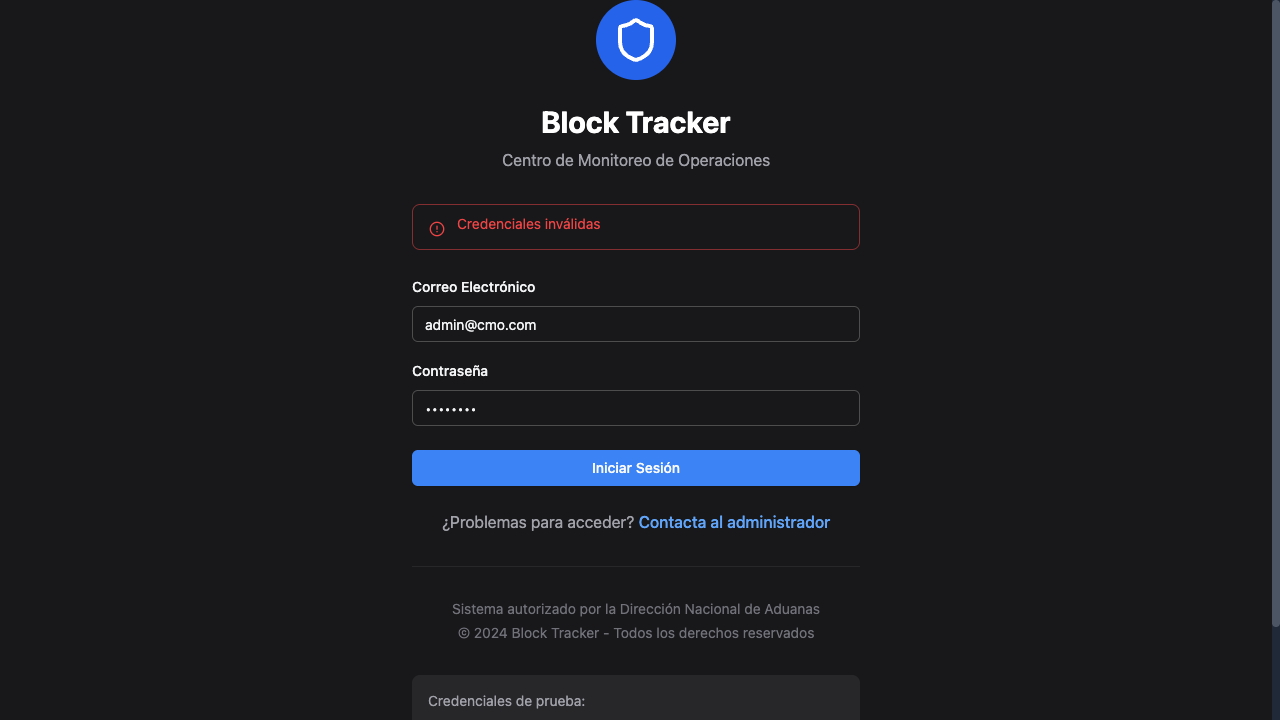 Block Tracker
Centro de Monitoreo de Operaciones
Credenciales inválidas
Correo Electrónico
admin@cmo.com
Contraseña
••••••••
Iniciar Sesión
¿Problemas para acceder? Contacta al administrador
Sistema autorizado por la Dirección Nacional de Aduanas
© 2024 Block Tracker - Todos los derechos reservados
Credenciales de prueba: